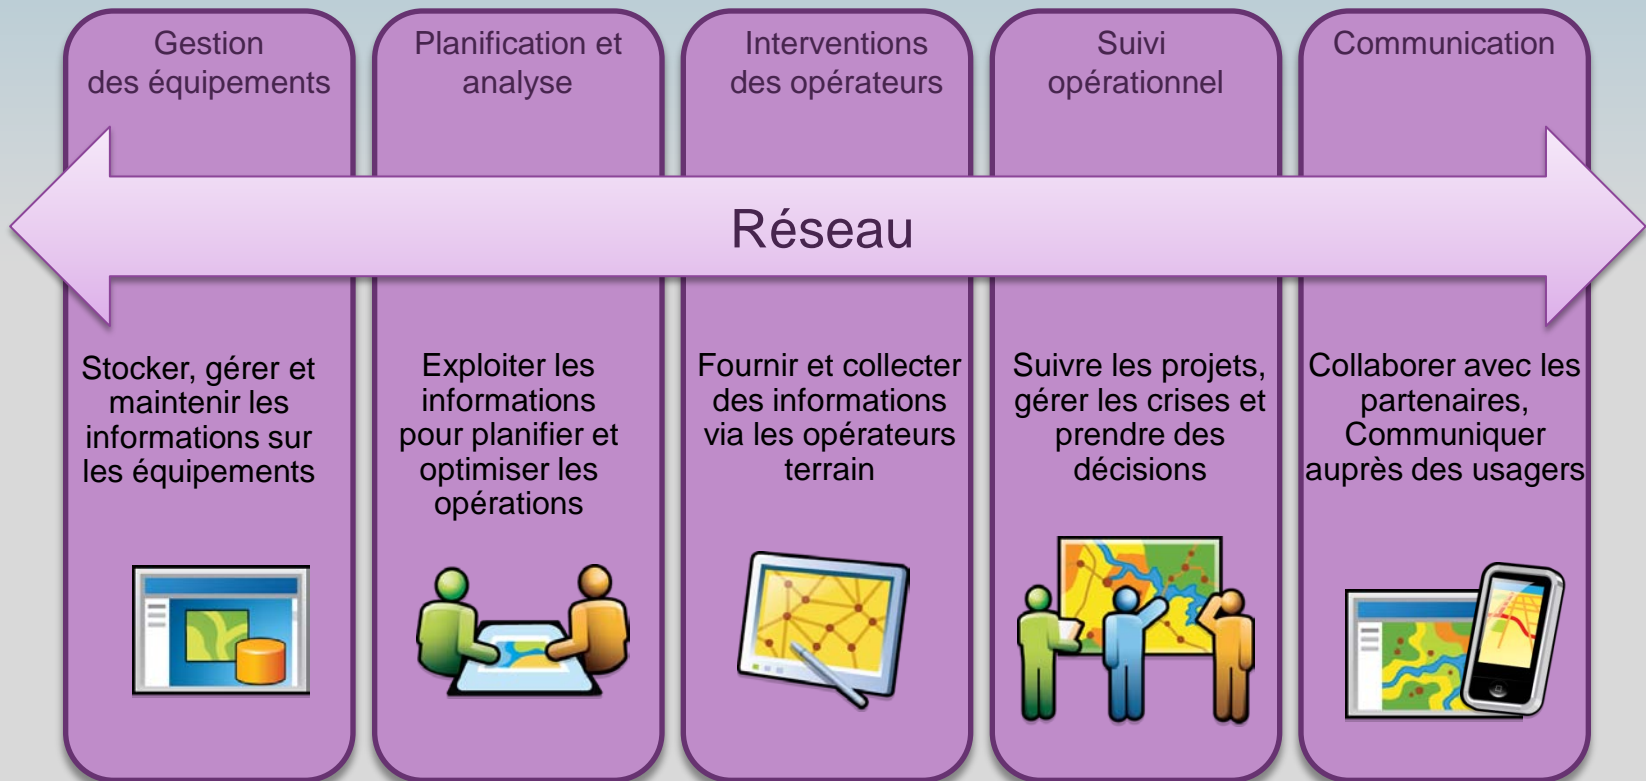 Gestion
des équipements
Planification et
analyse
Interventions
des opérateurs
Suivi
opérationnel
Communication
Réseau
Stocker, gérer et
maintenir les
informations sur
les équipements
Exploiter les
informations
pour planifier et
optimiser les
opérations
Fournir et collecter
des informations
via les opérateurs
terrain
Suivre les projets,
gérer les crises et
prendre des
décisions
Collaborer avec les
partenaires,
Communiquer
auprès des usagers